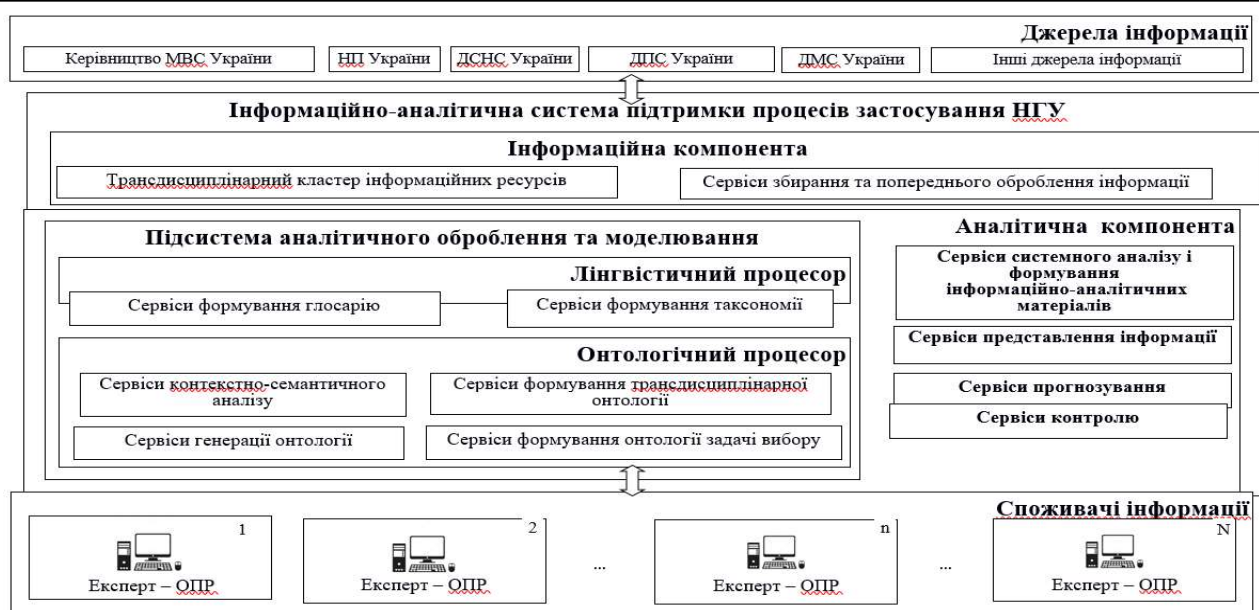 Джерела інформації
Керівництво МВС України
НП України
ДСНС України
ДПС України
ДМС України
Інші джерела інформації
Інформаційно-аналітична система підтримки процесів застосування НГУ
Інформаційна компонента
Трансдисциплінарний кластер інформаційних ресурсів
Сервіси збирання та попереднього оброблення інформації
Підсистема аналітичного оброблення та моделювання
Лінгвістичний процесор
Сервіси формування глосарію
Сервіси формування таксономії
Онтологічний процесор
Сервіси контекстно-семантичного
аналізу
Сервіси формування трансдисциплінарної
онтології
Сервіси генерації онтології
Сервіси формування онтології задачі вибору
Аналітична компонента
Сервіси системного аналізу і
формування
інформаційно-аналітичних
матеріалів
Сервіси представлення інформації
Сервіси прогнозування
Сервіси контролю
Споживачі інформації
1
Експерт – ОПР
2
Експерт – ОПР
...
n
Експерт – ОПР
...
N
Експерт – ОПР